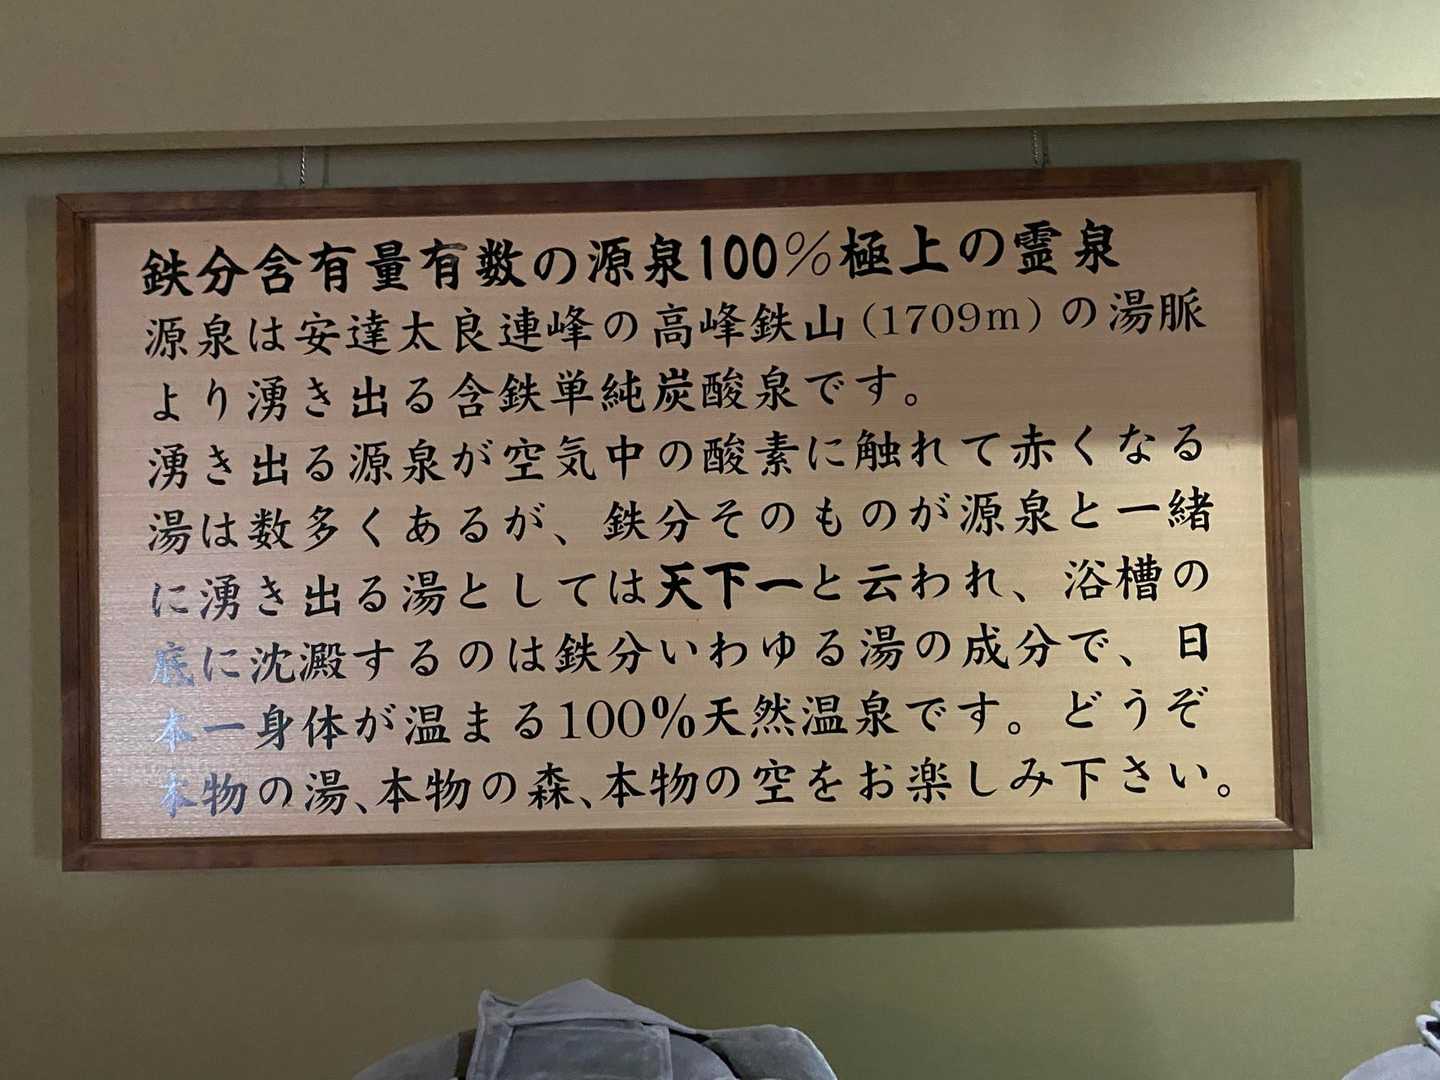 鉄分含有量有数の源泉100%極上の霊泉
源泉は安達太良連峰の高峰鉄山(1709m)の湯脈
より湧き出る含鉄単純炭酸泉です。
湧き出る源泉が空気中の酸素に触れて赤くなる
湯は数多くあるが、鉄分そのものが源泉と一緒
に湧き出る湯としては天下一と云われ、浴槽の
底に沈澱するのは鉄分いわゆる湯の成分で、日
本一身体が温まる100%天然温泉です。どうぞ
本物の湯、本物の森、本物の空をお楽しみ下さい。